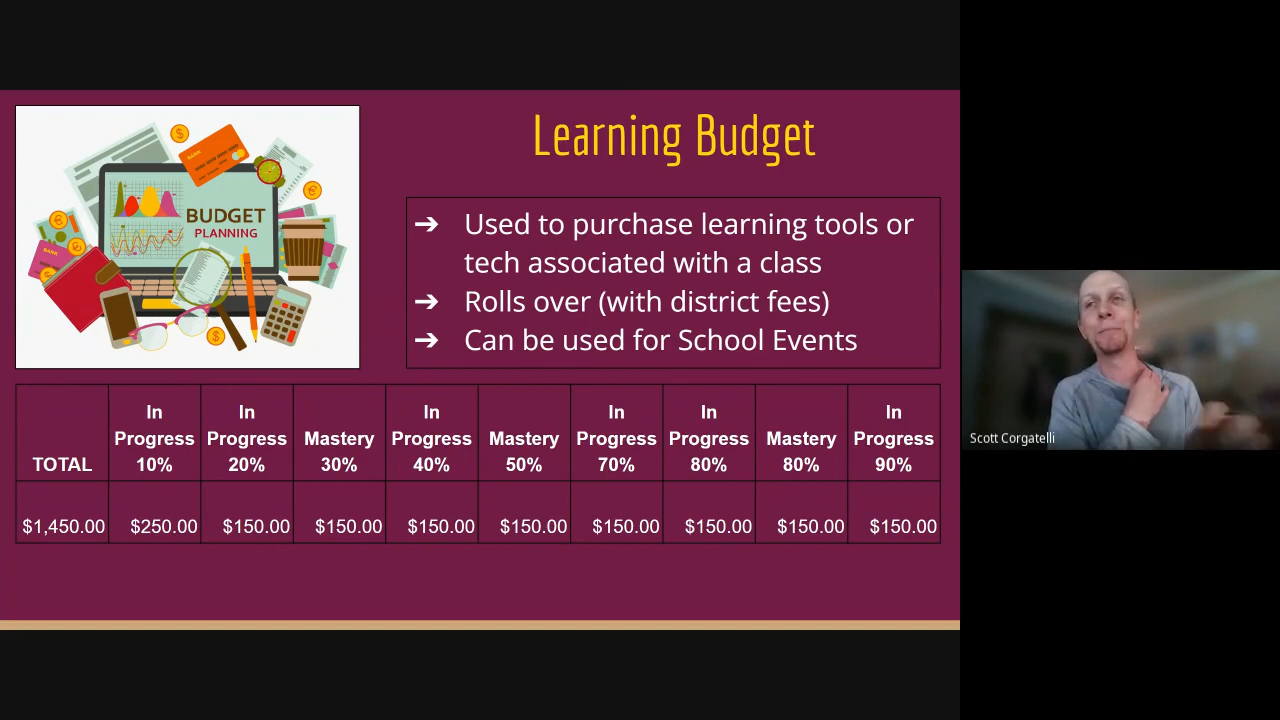 Learning Budget
BUDGET
PLANNING
BANK
BANK
➔ Used to purchase learning tools or
tech associated with a class
➔ Rolls over (with district fees)
➔ Can be used for School Events
TOTAL In Progress 10% In Progress 20% Mastery 30% In Progress 40% Mastery 50% In Progress 70% In Progress 80% Mastery 80% In Progress 90%
$1,450.00 $250.00 $150.00 $150.00 $150.00 $150.00 $150.00 $150.00 $150.00 $150.00
Scott Corgatelli